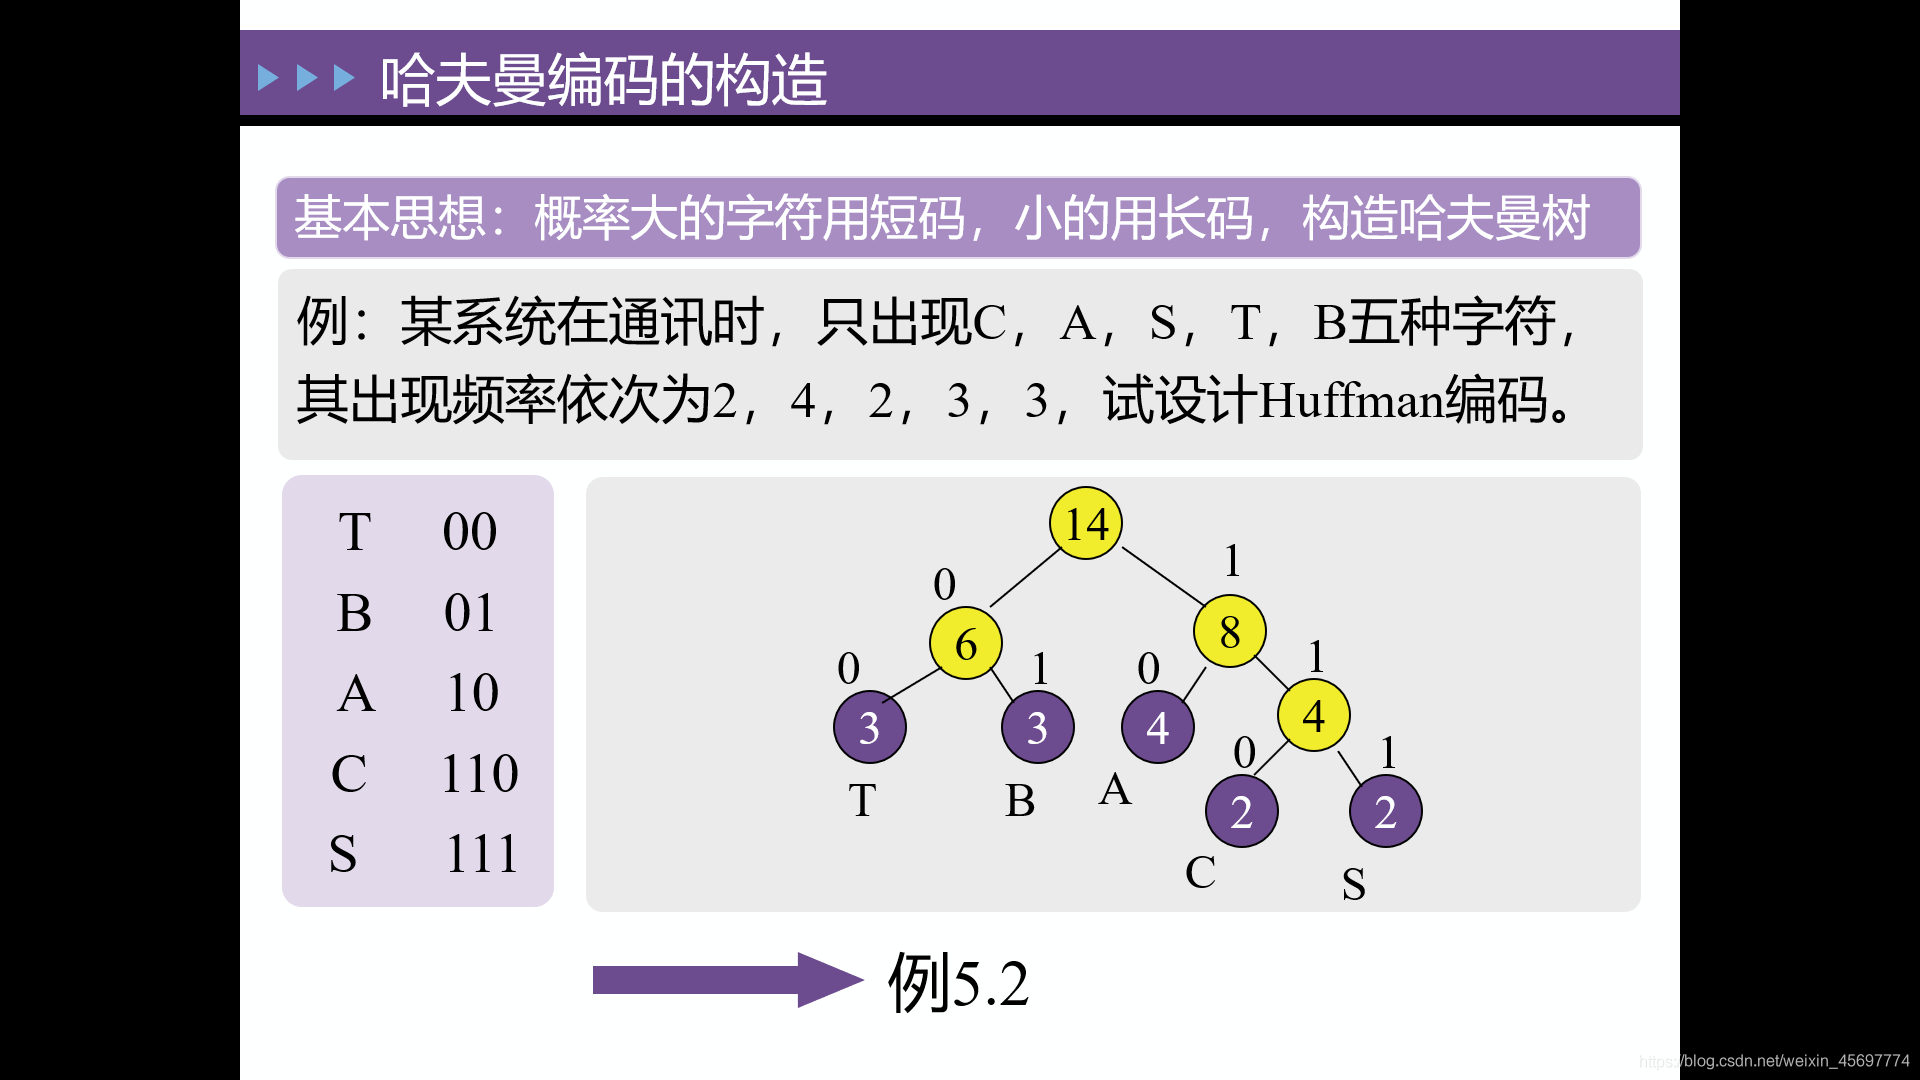 哈夫曼编码的构造
基本思想：概率大的字符用短码，小的用长码，构造哈夫曼树
例：某系统在通讯时，只出现C，A，S，T，B五种字符，
其出现频率依次为2，4，2，3，3，试设计Huffman编码。
T 00
B 01
A 10
C 110
S 111
14
0 1
6 8
0 1 0 1
3 3 4 4
T B A
0 1
2 2
C S
例5.2
https://blog.csdn.net/weixin_45697774